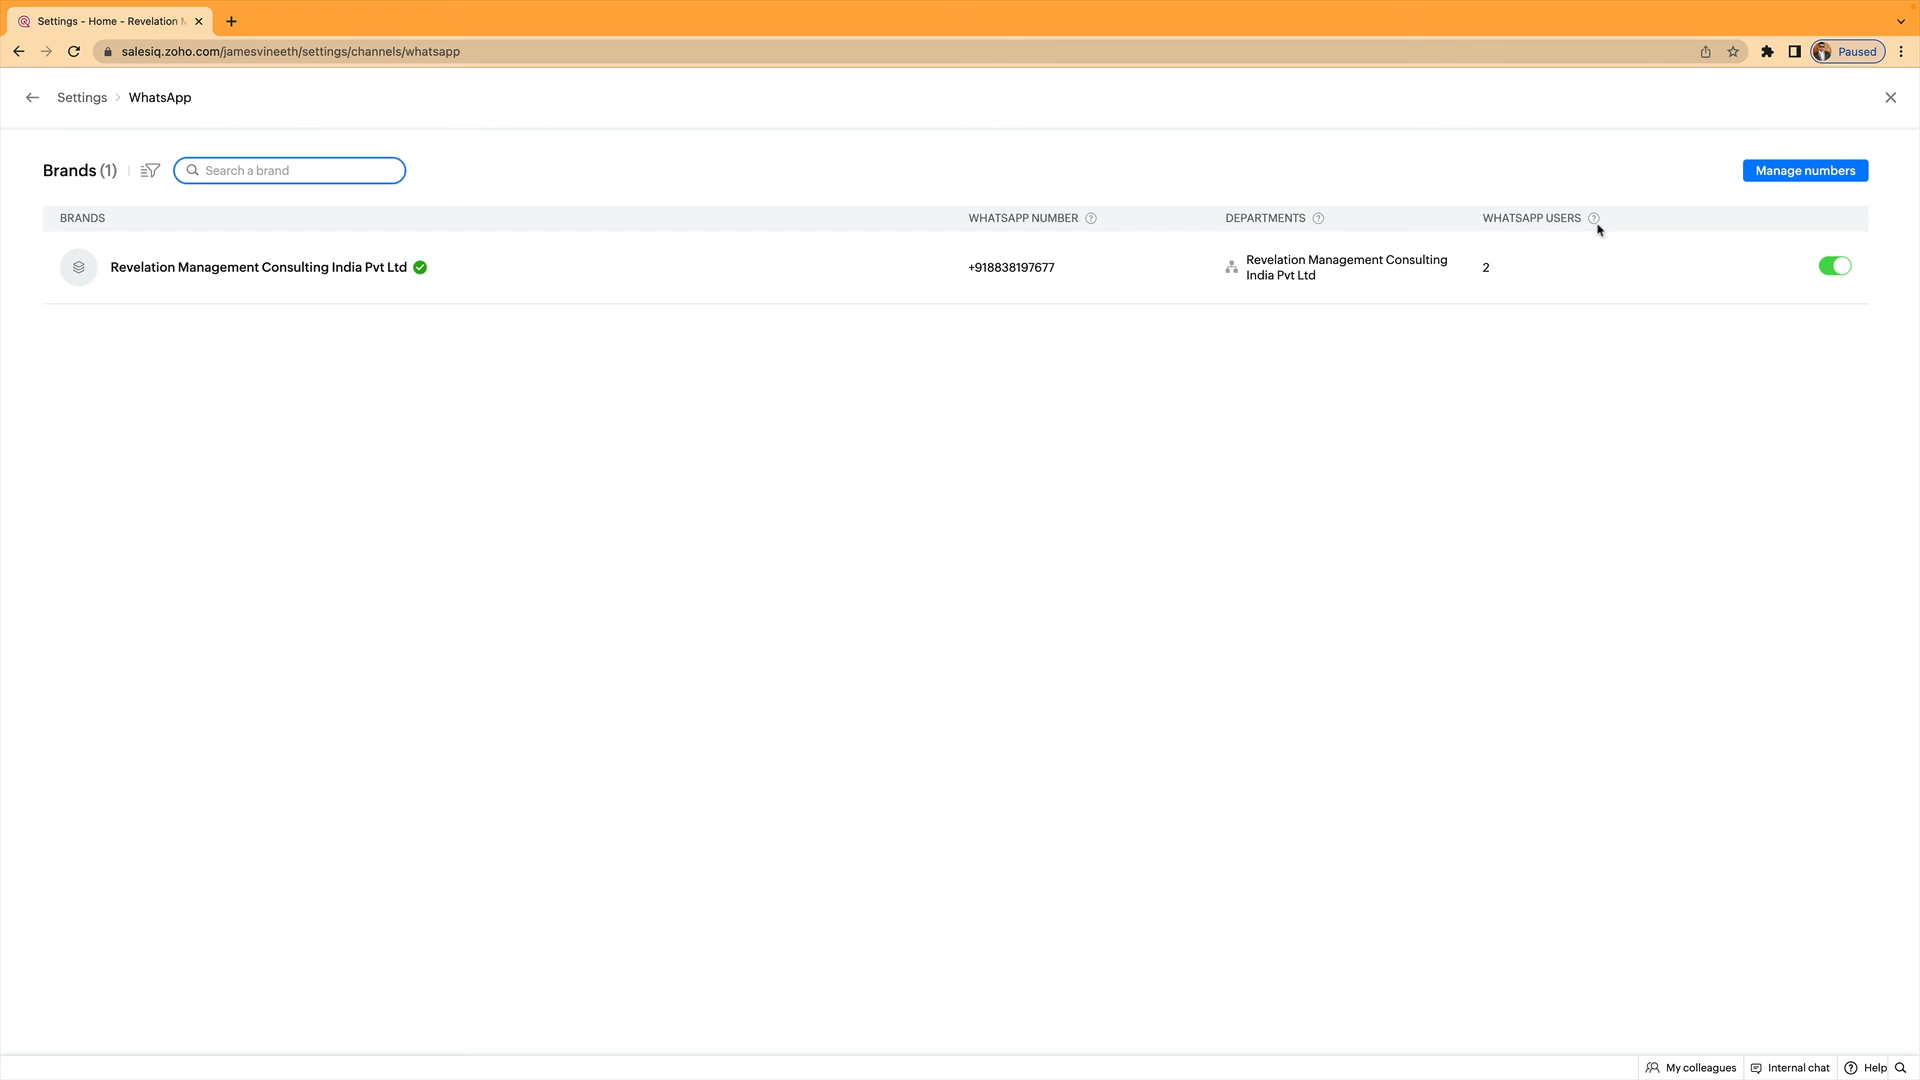 Settings - Home - Revelation M
salesiq.zoho.com/jamesvineeth/settings/channels/whatsapp
Paused
Settings > WhatsApp
Brands (1)
Search a brand
Manage numbers
BRANDS
WHATSAPP NUMBER
DEPARTMENTS
WHATSAPP USERS
Revelation Management Consulting India Pvt Ltd
+918838197677
Revelation Management Consulting
India Pvt Ltd
2
My colleagues
Internal chat
Help